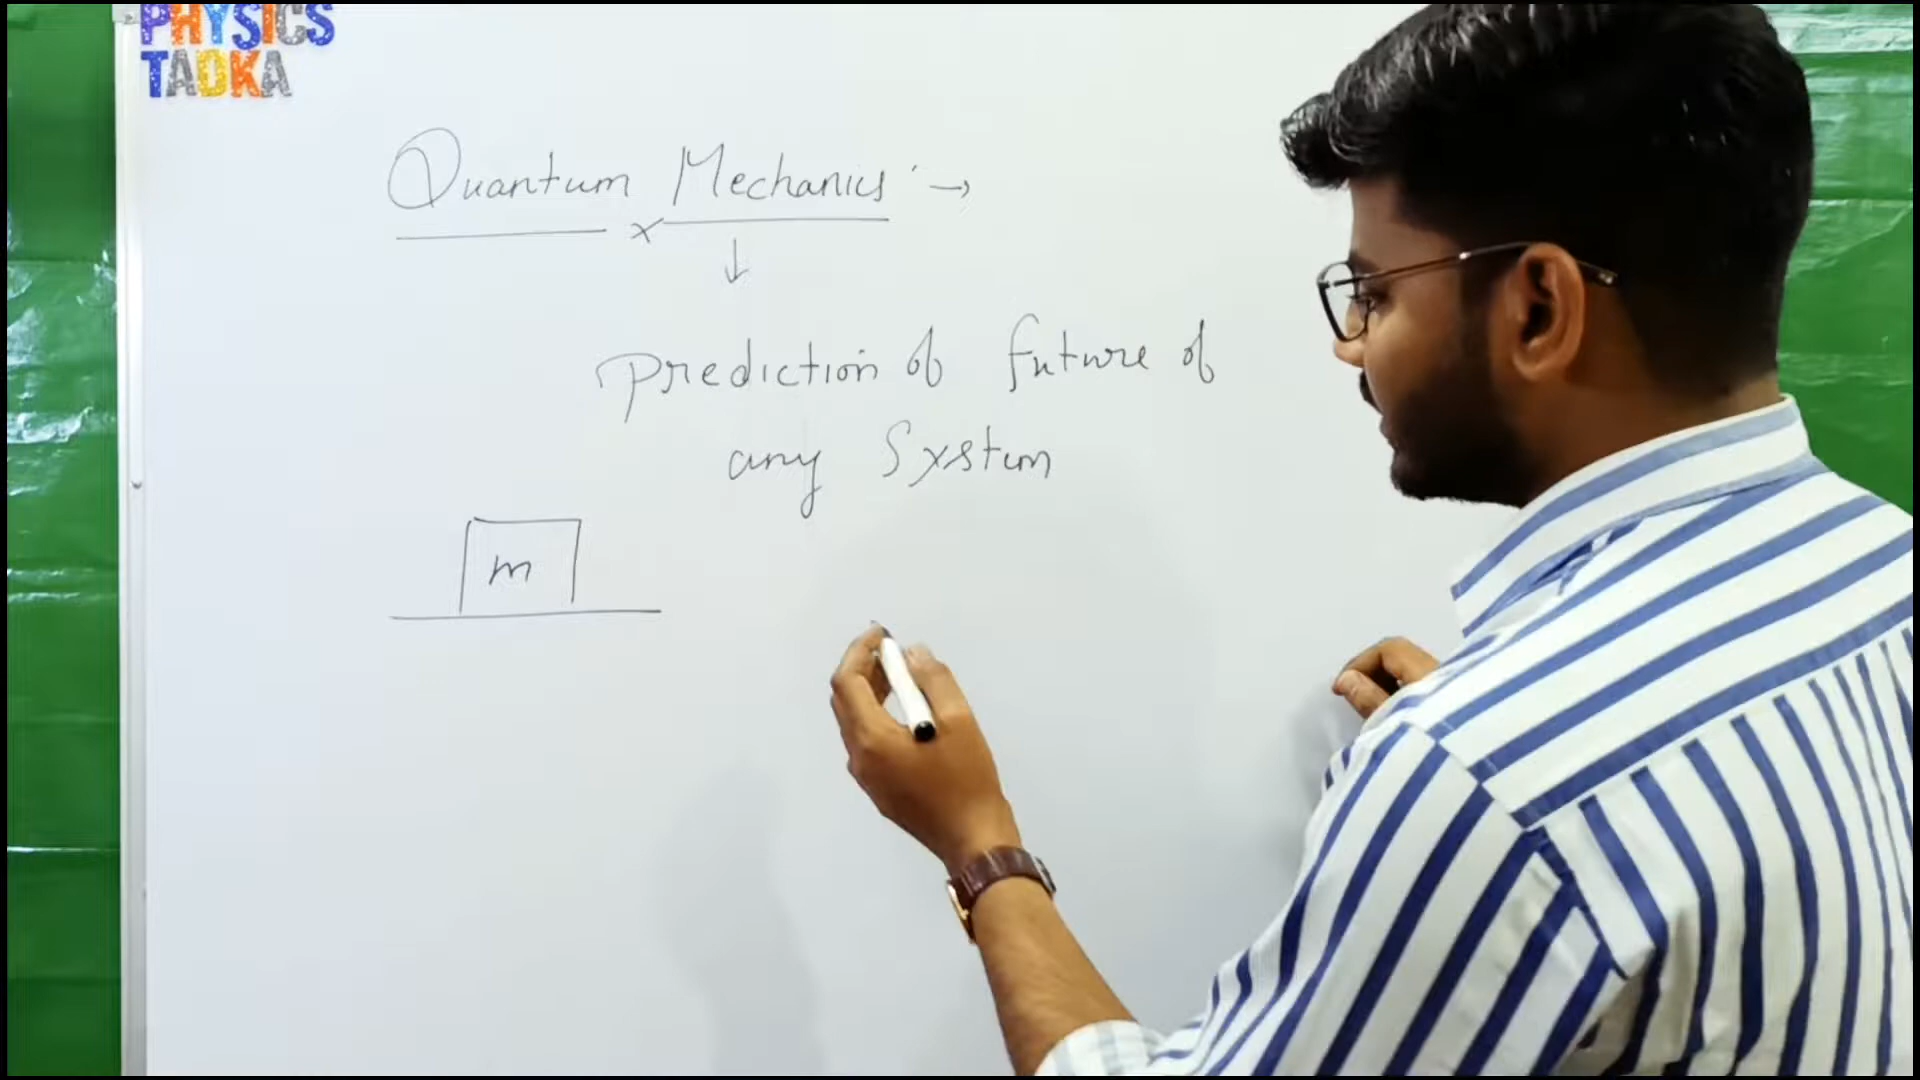 PHYSICS
TADKA
Quantum Mechanics :→
×
↓
Prediction of future of
any System
m